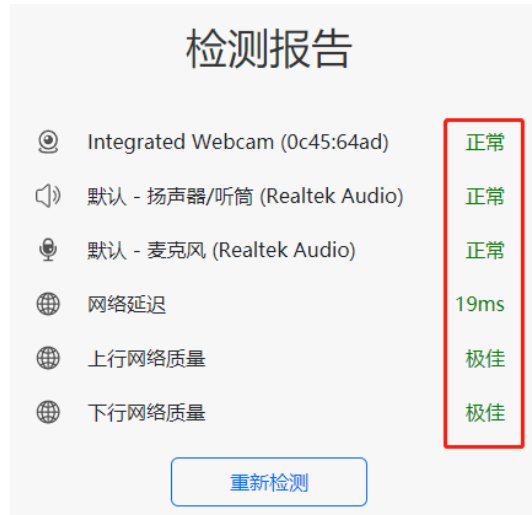 检测报告
Integrated Webcam (0c45:64ad) 正常
默认 - 扬声器/听筒 (Realtek Audio) 正常
默认 - 麦克风 (Realtek Audio) 正常
网络延迟 19ms
上行网络质量 极佳
下行网络质量 极佳
重新检测